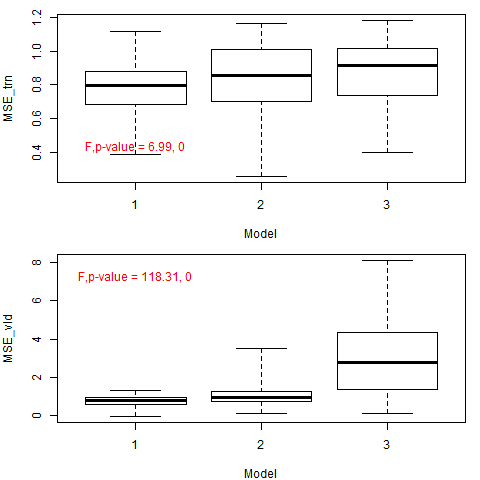 1.2
1.0
0.8
0.6
0.4
MSE_trn
F,p-value = 6.99, 0
1 2 3
Model
8
6
4
2
0
MSE_vld
F,p-value = 118.31, 0
1 2 3
Model